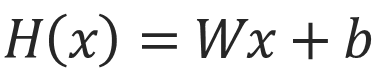 H(x) = Wx + b